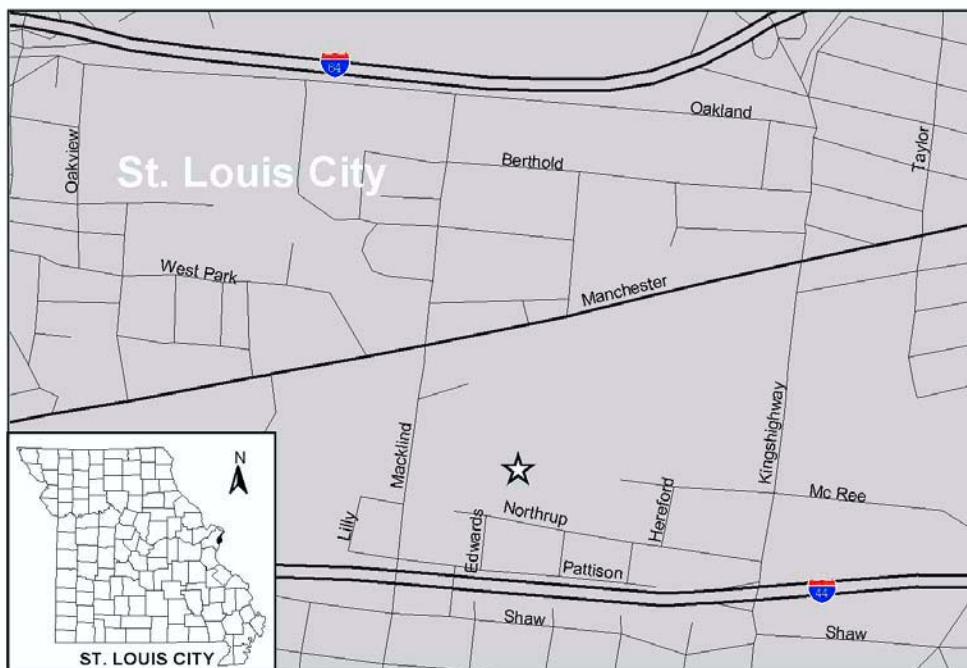 64
Oakland
Oakview
Berthold
Taylor
St. Louis City
West Park
Manchester
Kingshighway
Macklind
Mc Ree
Hereford
Northrup
Lilly
Edwards
Pattison
44
Shaw
Shaw
N
ST. LOUIS CITY